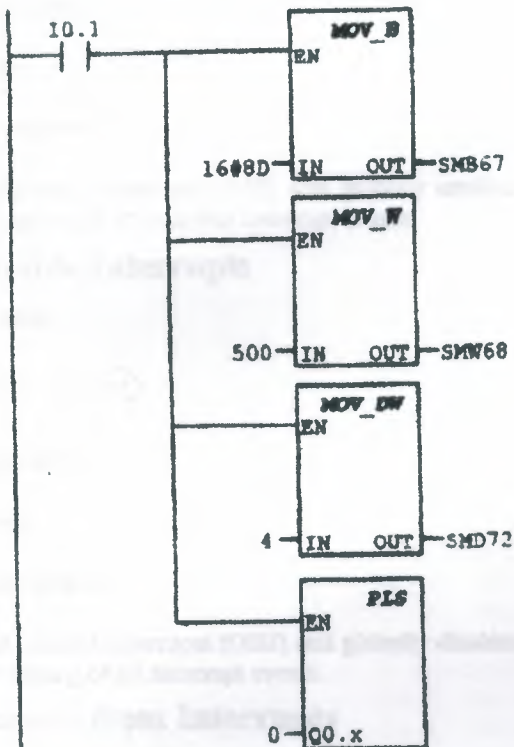 I0.1
MOV_B
EN
16#8D IN OUT SMB67
MOV_W
EN
500 IN OUT SMW68
MOV_DW
EN
4 IN OUT SMD72
PLS
EN
0 Q0.x